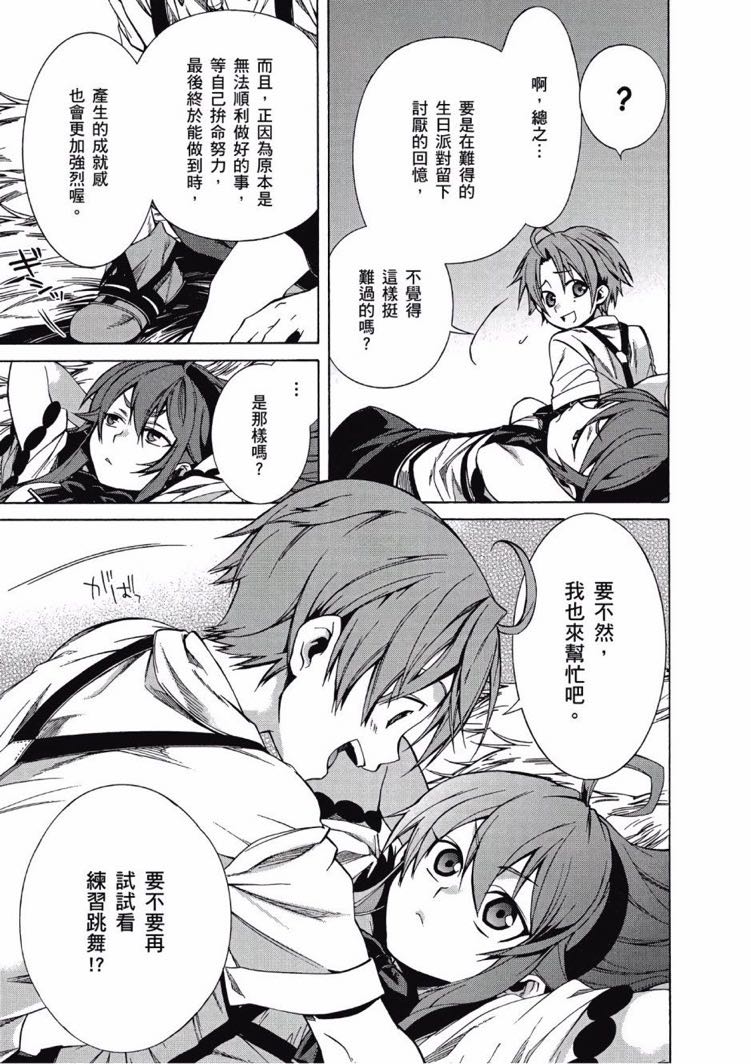 ？
啊，總之…
要是在難得的
生日派對留下
討厭的回憶，
不覺得
這樣挺
難過的嗎？
而且，正因為原本是
無法順利做好的事，
等自己拚命努力，
最後終於能做到時，
產生的成就感
也會更加強烈喔。
…
是那樣嗎？
がばっ
要不然，
我也來幫忙吧。
要不要再
試試看
練習跳舞!?